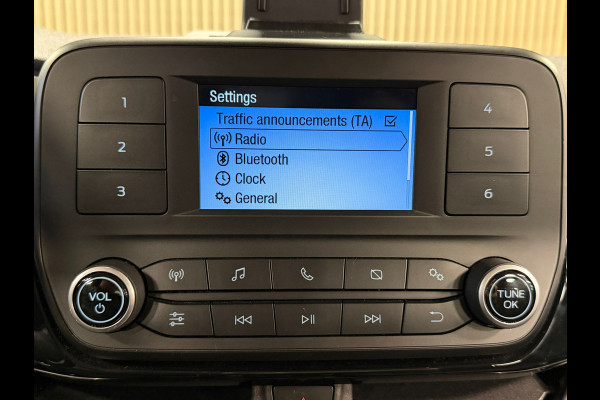 Settings
1
Traffic announcements (TA)
4
Radio
2
Bluetooth
5
Clock
3
General
6
VOL
TUNE
OK